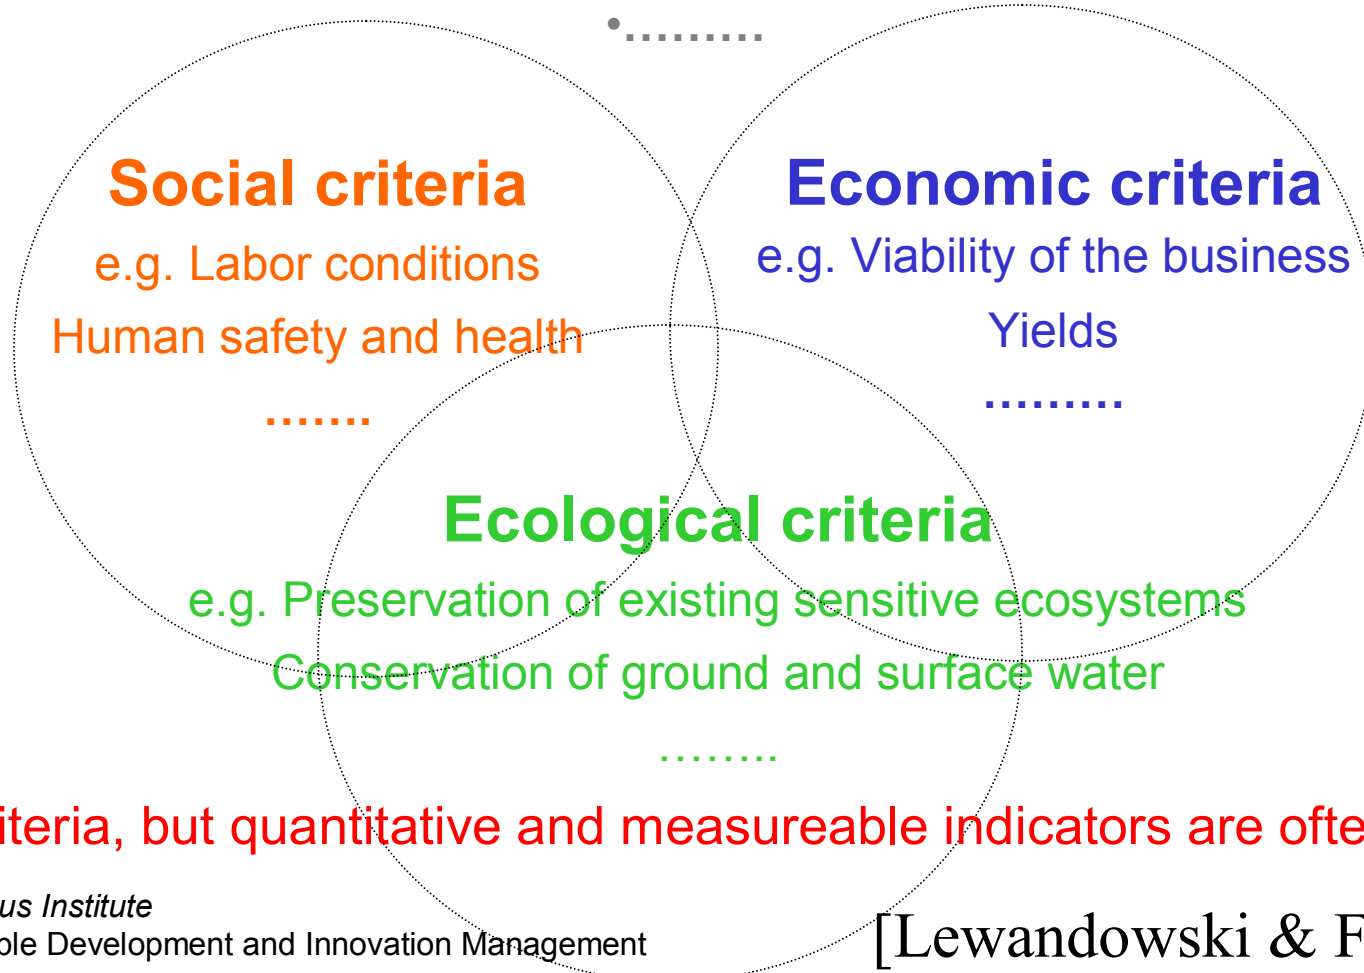 •.........
Social criteria
e.g. Labor conditions
Human safety and health
.......
Economic criteria
e.g. Viability of the business
Yields
.........
Ecological criteria
e.g. Preservation of existing sensitive ecosystems
Conservation of ground and surface water
........
iteria, but quantitative and measureable indicators are ofte
us Institute
ble Development and Innovation Management
[Lewandowski & F